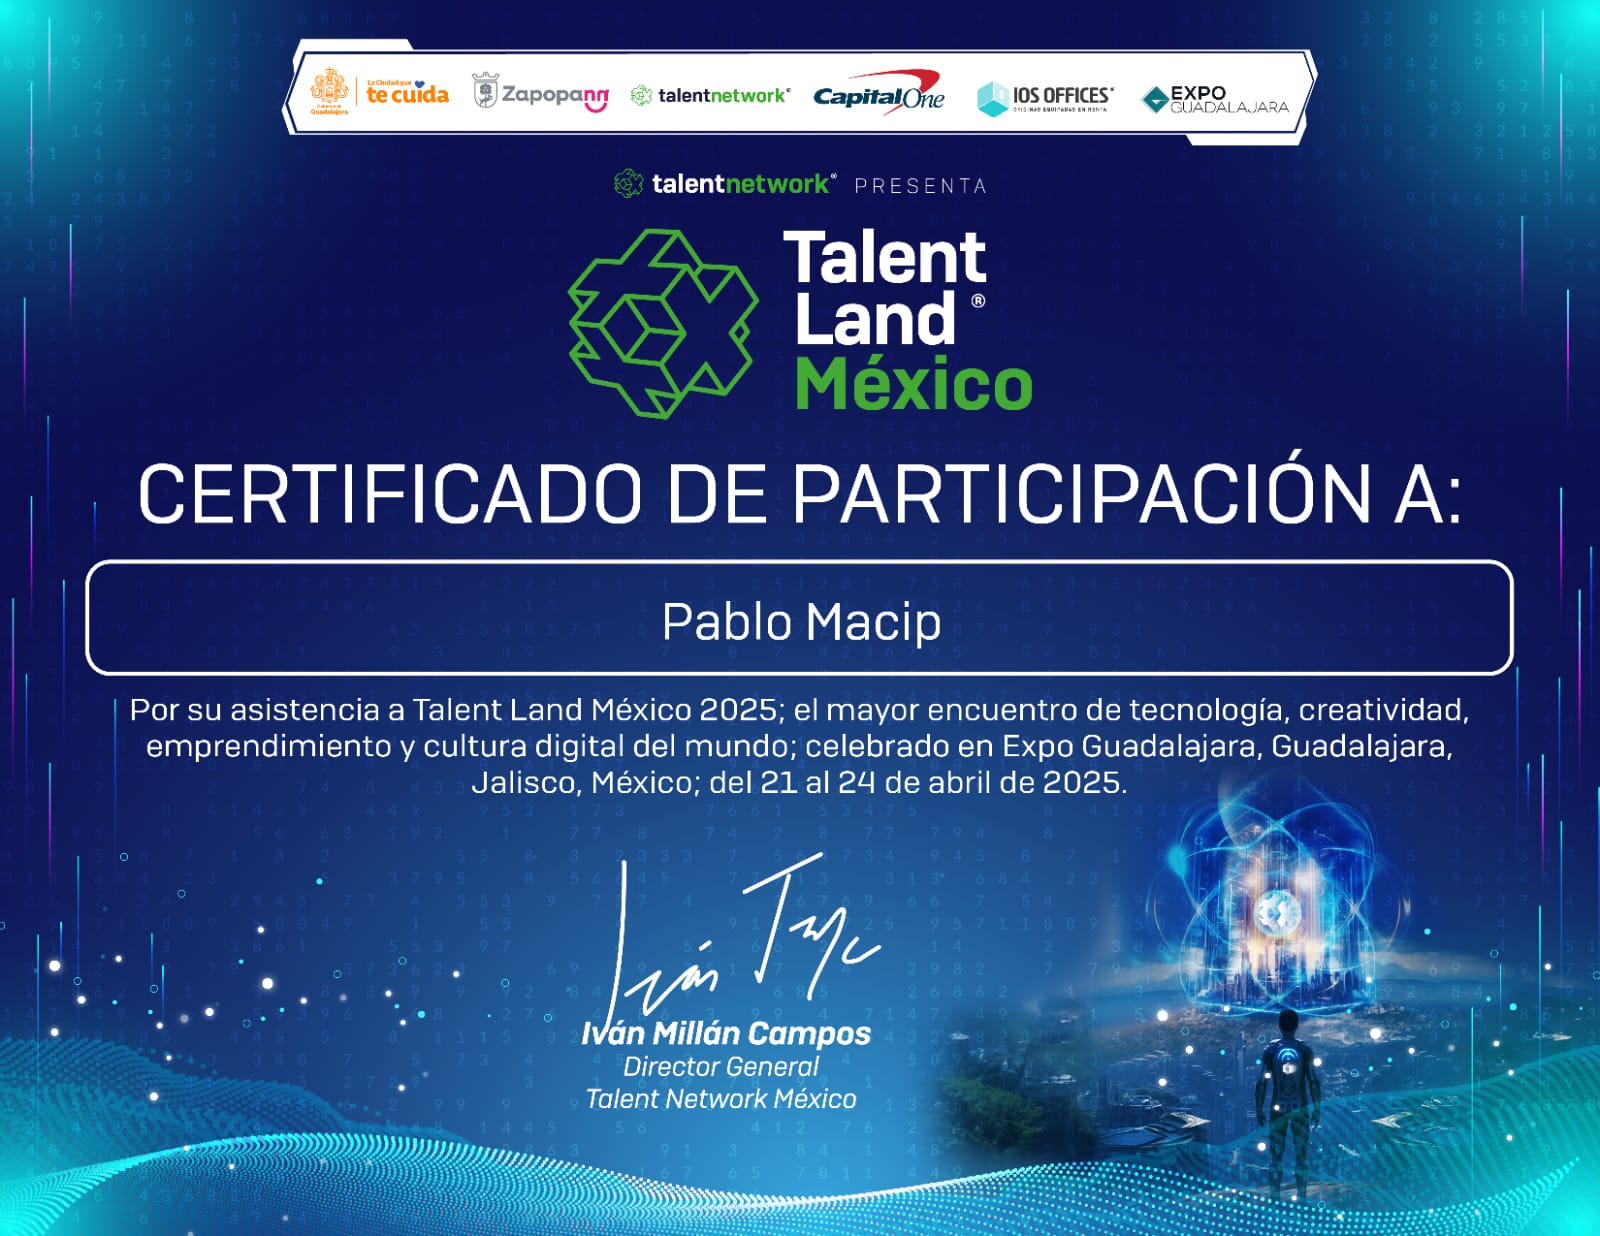 Gobierno de
Guadalajara
La Ciudad que
te cuida
Zapopan
talentnetwork
CapitalOne
IOS OFFICES
OFICINAS EQUIPADAS EN RENTA
EXPO
GUADALAJARA
talentnetwork® PRESENTA
Talent
Land®
México
CERTIFICADO DE PARTICIPACIÓN A:
Pablo Macip
Por su asistencia a Talent Land México 2025; el mayor encuentro de tecnología, creatividad,
emprendimiento y cultura digital del mundo; celebrado en Expo Guadalajara, Guadalajara,
Jalisco, México; del 21 al 24 de abril de 2025.
Iván Millán Campos
Director General
Talent Network México